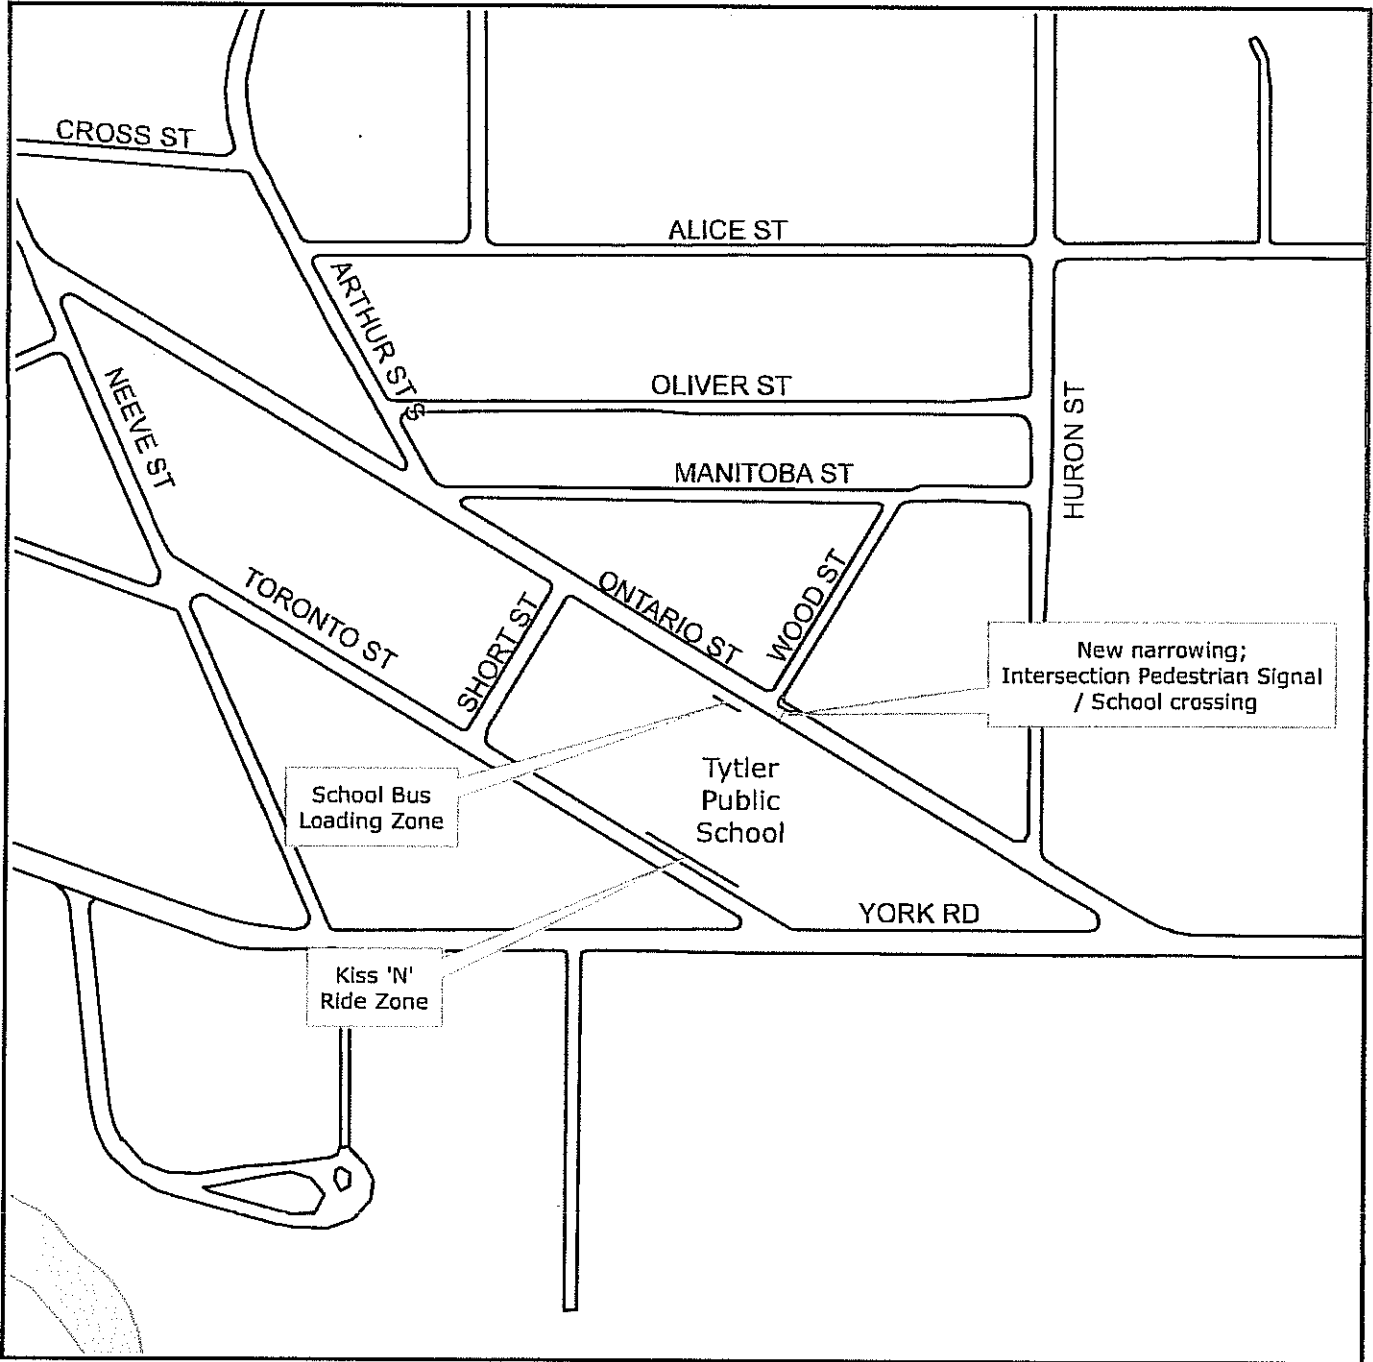 CROSS ST
ALICE ST
ARTHUR ST S
OLIVER ST
NEEVE ST
HURON ST
MANITOBA ST
TORONTO ST
SHORT ST
ONTARIO ST
WOOD ST
New narrowing;
Intersection Pedestrian Signal
/ School crossing
School Bus
Loading Zone
Tytler
Public
School
YORK RD
Kiss 'N'
Ride Zone